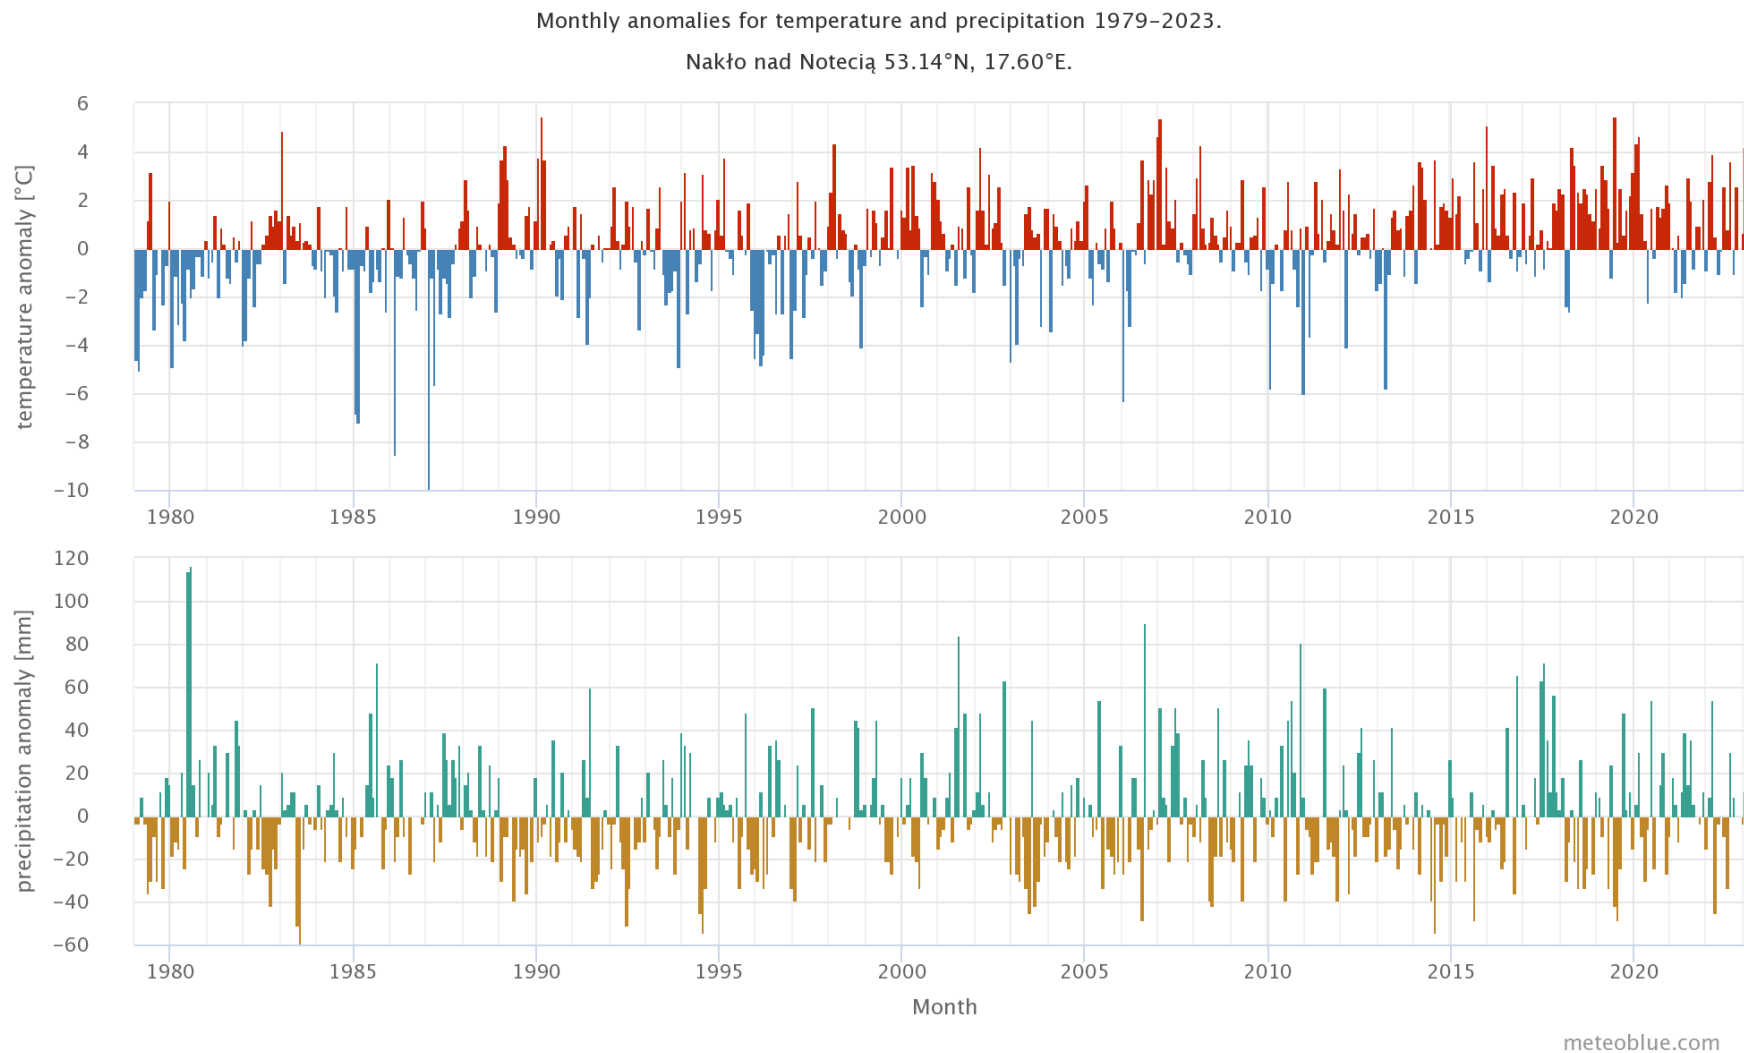 Monthly anomalies for temperature and precipitation 1979–2023.
Nakło nad Notecią 53.14°N, 17.60°E.
temperature anomaly [°C]
6
4
2
0
−2
−4
−6
−8
−10
1980 1985 1990 1995 2000 2005 2010 2015 2020
precipitation anomaly [mm]
120
100
80
60
40
20
0
−20
−40
−60
1980 1985 1990 1995 2000 2005 2010 2015 2020
Month
meteoblue.com